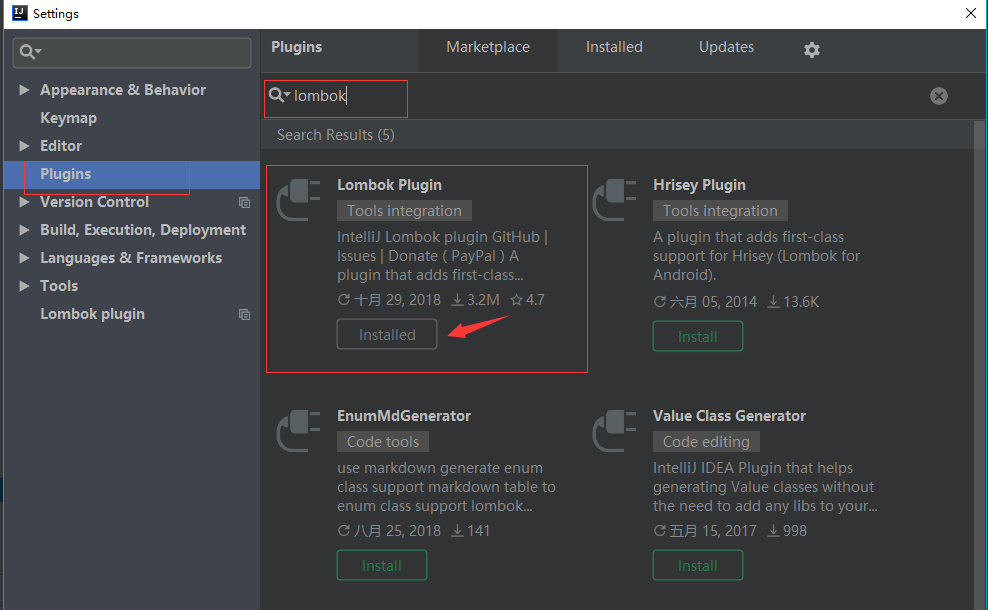 IJ Settings
Appearance & Behavior
Keymap
Editor
Plugins
Version Control
Build, Execution, Deployment
Languages & Frameworks
Tools
Lombok plugin
Plugins Marketplace Installed Updates
lombok
Search Results (5)
Lombok Plugin
Tools integration
IntelliJ Lombok plugin GitHub |
Issues | Donate ( PayPal ) A
plugin that adds first-class...
十月 29, 2018 3.2M 4.7
Installed
Hrisey Plugin
Tools integration
A plugin that adds first-class
support for Hrisey (Lombok for
Android).
六月 05, 2014 13.6K
Install
EnumMdGenerator
Code tools
use markdown generate enum
class support markdown table to
enum class support lombok...
八月 25, 2018 141
Install
Value Class Generator
Code editing
IntelliJ IDEA Plugin that helps
generating Value classes without
the need to add any libs to your...
五月 15, 2017 998
Install